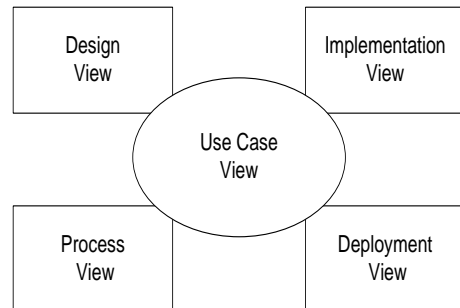 Design
View
Implementation
View
Use Case
View
Process
View
Deployment
View